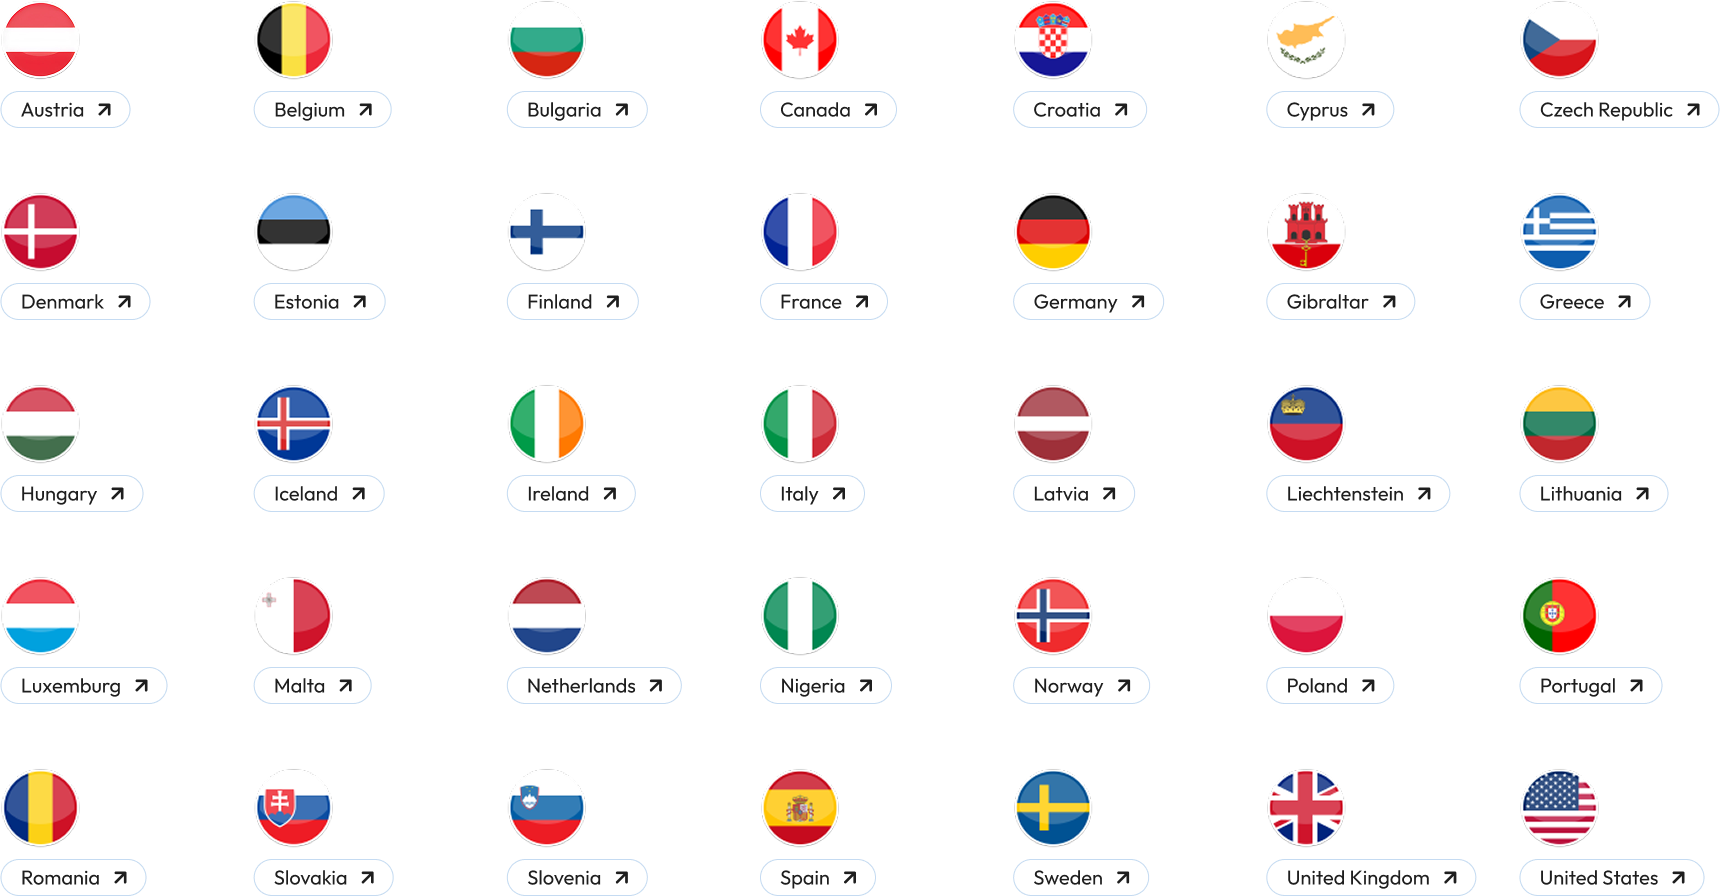 Austria
Belgium
Bulgaria
Canada
Croatia
Cyprus
Czech Republic
Denmark
Estonia
Finland
France
Germany
Gibraltar
Greece
Hungary
Iceland
Ireland
Italy
Latvia
Liechtenstein
Lithuania
Luxemburg
Malta
Netherlands
Nigeria
Norway
Poland
Portugal
Romania
Slovakia
Slovenia
Spain
Sweden
United Kingdom
United States